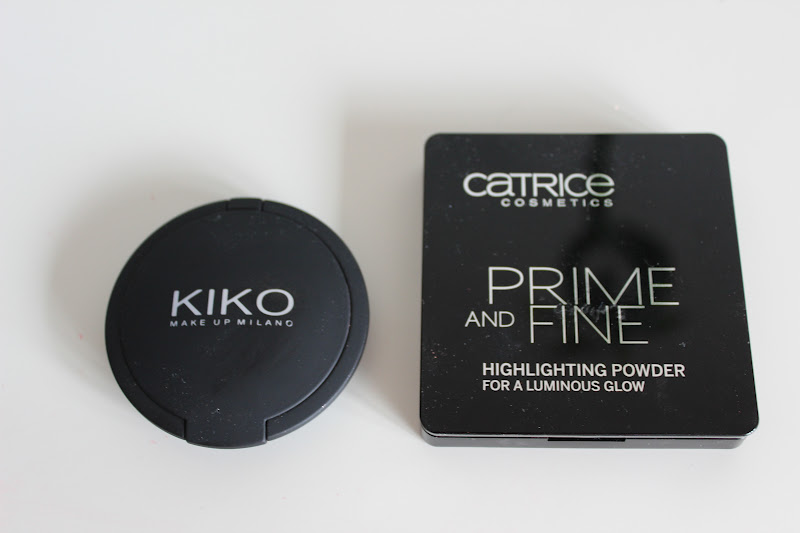 KIKO
MAKE UP MILANO
CATRICE
COSMETICS
PRIME
AND FINE
HIGHLIGHTING POWDER
FOR A LUMINOUS GLOW